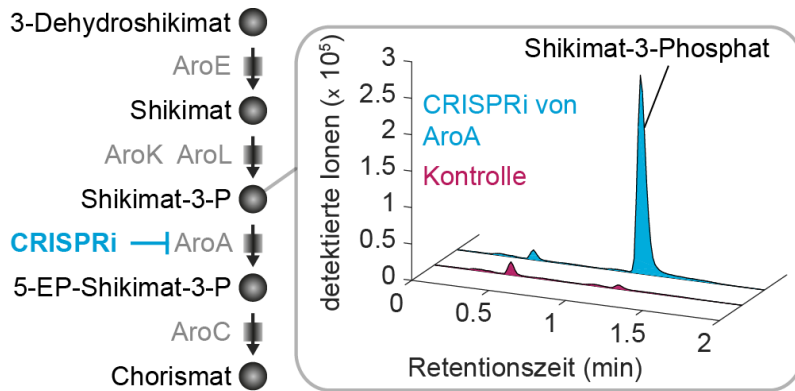 3-Dehydroshikimat
AroE
Shikimat
AroK AroL
Shikimat-3-P
CRISPRi AroA
5-EP-Shikimat-3-P
AroC
Chorismat
detektierte Ionen (x 10⁵)
3
2.5
2
1.5
1
0.5
0
Shikimat-3-Phosphat
CRISPRi von
AroA
Kontrolle
0
0.5
1
1.5
2
Retentionszeit (min)